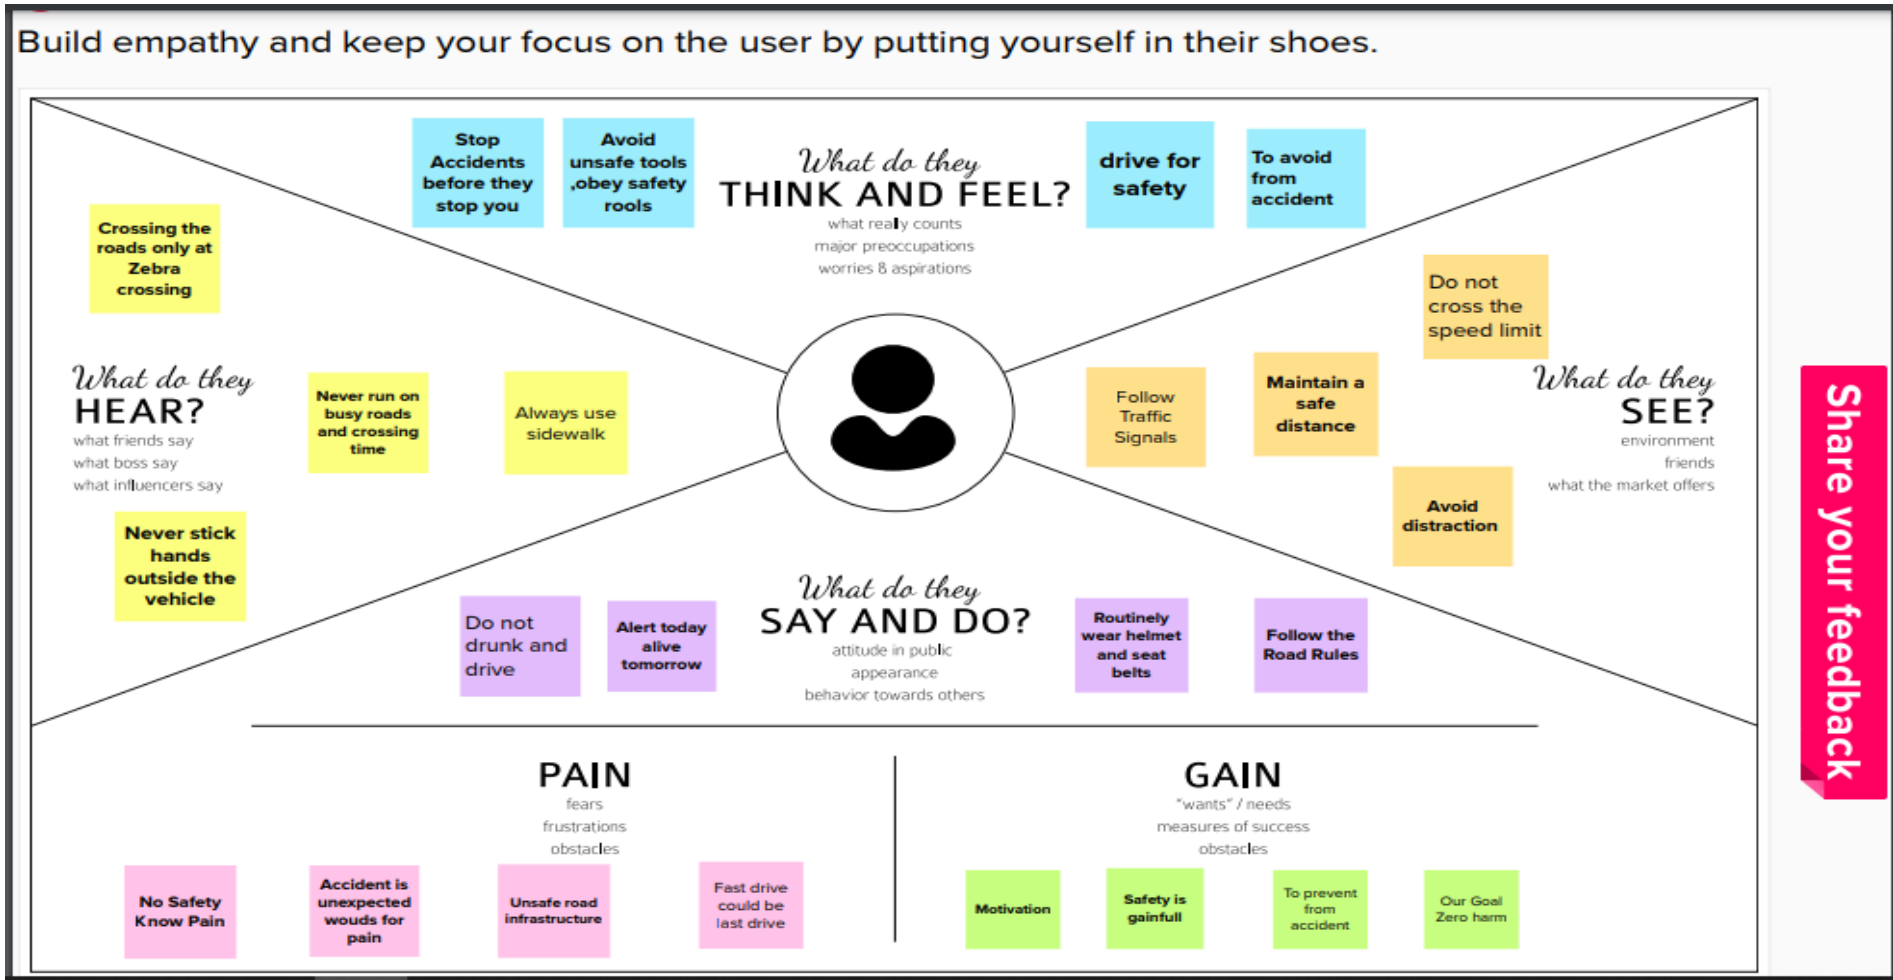 Build empathy and keep your focus on the user by putting yourself in their shoes.
Stop
Accidents
before they
stop you
Avoid
unsafe tools
,obey safety
rools
What do they
THINK AND FEEL?
what really counts
major preoccupations
worries & aspirations
drive for
safety
To avoid
from
accident
Crossing the
roads only at
Zebra
crossing
What do they
HEAR?
what friends say
what boss say
what influencers say
Never run on
busy roads
and crossing
time
Always use
sidewalk
Never stick
hands
outside the
vehicle
Do not
cross the
speed limit
Follow
Traffic
Signals
Maintain a
safe
distance
What do they
SEE?
environment
friends
what the market offers
Avoid
distraction
Do not
drunk and
drive
Alert today
alive
tomorrow
What do they
SAY AND DO?
attitude in public
appearance
behavior towards others
Routinely
wear helmet
and seat
belts
Follow the
Road Rules
PAIN
fears
frustrations
obstacles
No Safety
Know Pain
Accident is
unexpected
wouds for
pain
Unsafe road
infrastructure
Fast drive
could be
last drive
GAIN
"wants" / needs
measures of success
obstacles
Motivation
Safety is
gainfull
To prevent
from
accident
Our Goal
Zero harm
Share your feedback